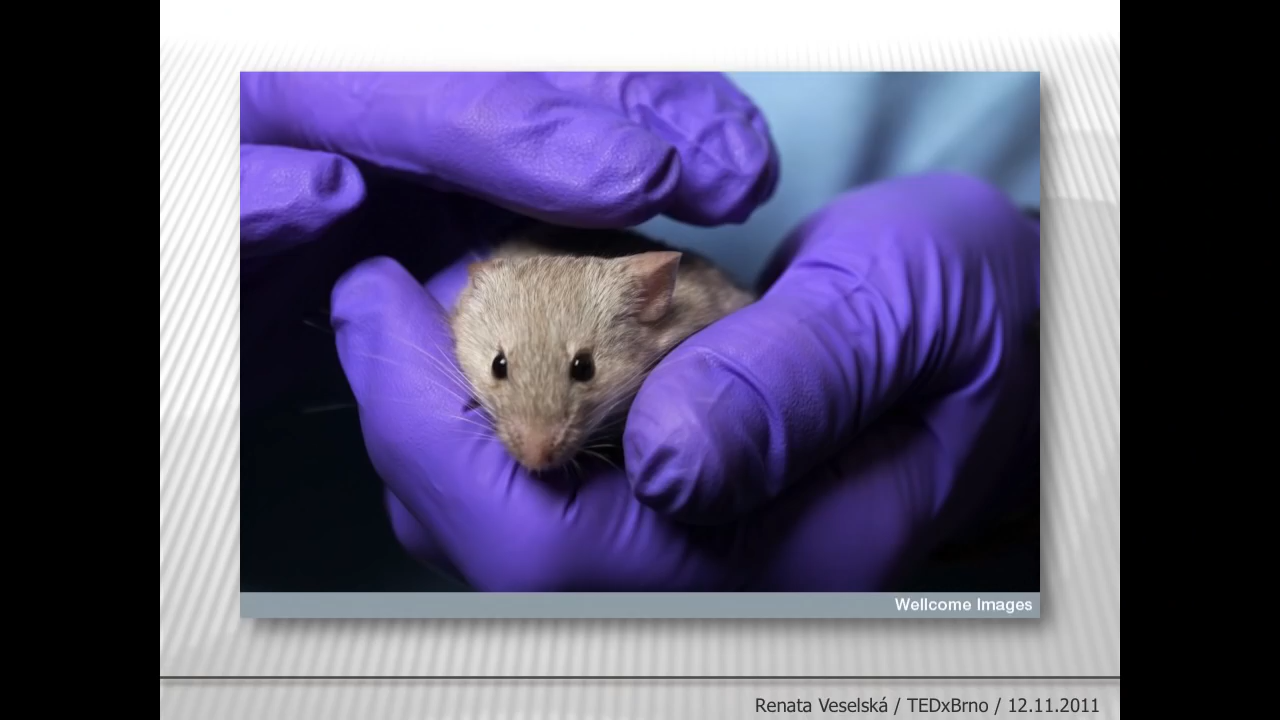 Wellcome Images
Renata Veselská / TEDxBrno / 12.11.2011